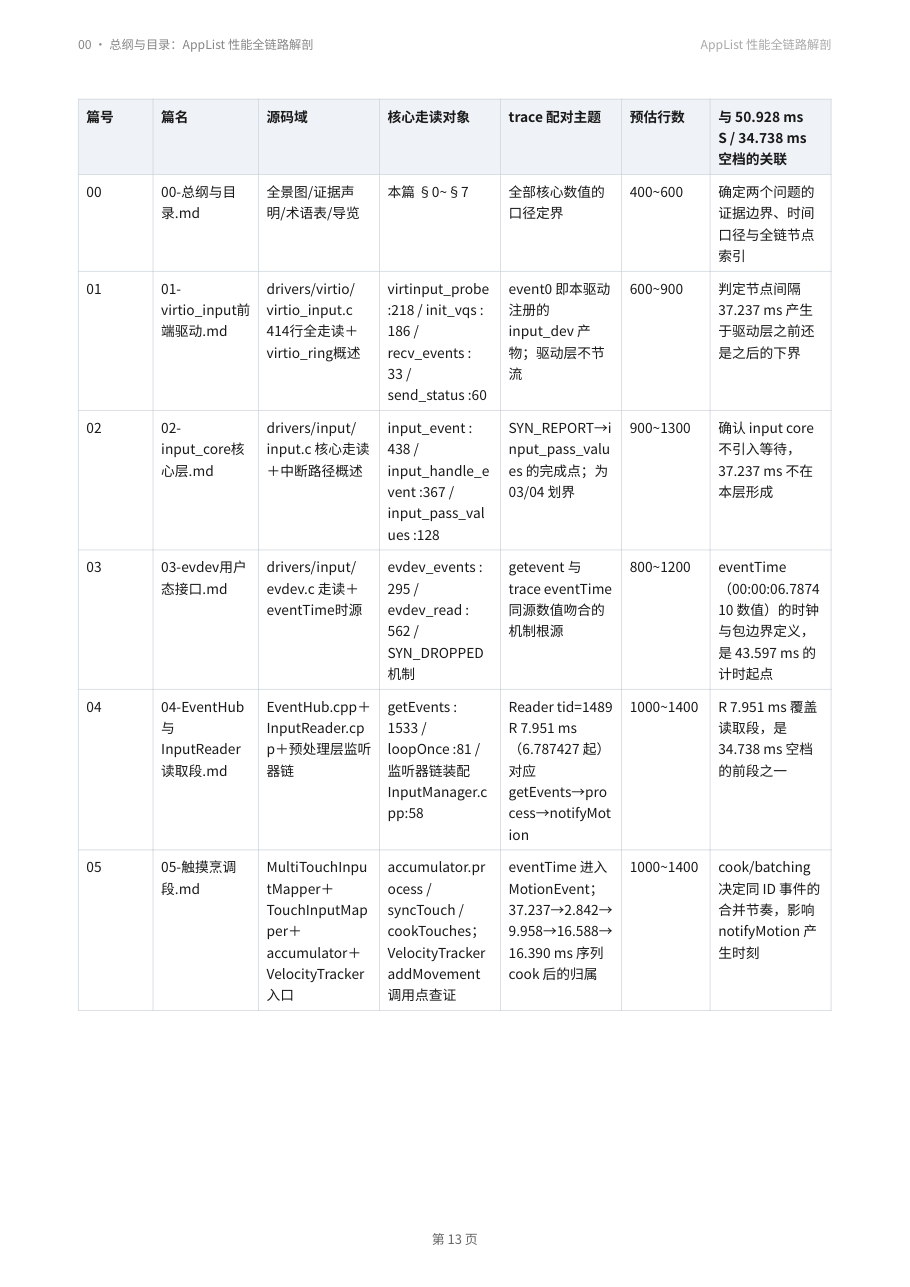 00 · 总纲与目录：AppList 性能全链路解剖
AppList 性能全链路解剖
篇号
篇名
源码域
核心走读对象
trace 配对主题
预估行数
与 50.928 ms
S / 34.738 ms
空档的关联
00
00-总纲与目
录.md
全景图/证据声
明/术语表/导览
本篇 §0~§7
全部核心数值的
口径定界
400~600
确定两个问题的
证据边界、时间
口径与全链节点
索引
01
01-
virtio_input前
端驱动.md
drivers/virtio/
virtio_input.c
414行全走读＋
virtio_ring概述
virtinput_probe
:218 / init_vqs :
186 /
recv_events :
33 /
send_status :60
event0 即本驱动
注册的
input_dev 产
物；驱动层不节
流
600~900
判定节点间隔
37.237 ms 产生
于驱动层之前还
是之后的下界
02
02-
input_core核
心层.md
drivers/input/
input.c 核心走读
＋中断路径概述
input_event :
438 /
input_handle_e
vent :367 /
input_pass_val
ues :128
SYN_REPORT→i
nput_pass_valu
es 的完成点；为
03/04 划界
900~1300
确认 input core
不引入等待，
37.237 ms 不在
本层形成
03
03-evdev用户
态接口.md
drivers/input/
evdev.c 走读＋
eventTime时源
evdev_events :
295 /
evdev_read :
562 /
SYN_DROPPED
机制
getevent 与
trace eventTime
同源数值吻合的
机制根源
800~1200
eventTime
（00:00:06.7874
10 数值）的时钟
与包边界定义，
是 43.597 ms 的
计时起点
04
04-EventHub
与
InputReader
读取段.md
EventHub.cpp＋
InputReader.cp
p＋预处理层监听
器链
getEvents :
1533 /
loopOnce :81 /
监听器链装配
InputManager.c
pp:58
Reader tid=1489
R 7.951 ms
（6.787427 起）
对应
getEvents→pro
cess→notifyMot
ion
1000~1400
R 7.951 ms 覆盖
读取段，是
34.738 ms 空档
的前段之一
05
05-触摸烹调
段.md
MultiTouchInpu
tMapper＋
TouchInputMap
per＋
accumulator＋
VelocityTracker
入口
accumulator.pr
ocess /
syncTouch /
cookTouches；
VelocityTracker
addMovement
调用点查证
eventTime 进入
MotionEvent；
37.237→2.842→
9.958→16.588→
16.390 ms 序列
cook 后的归属
1000~1400
cook/batching
决定同 ID 事件的
合并节奏，影响
notifyMotion 产
生时刻
第 13 页